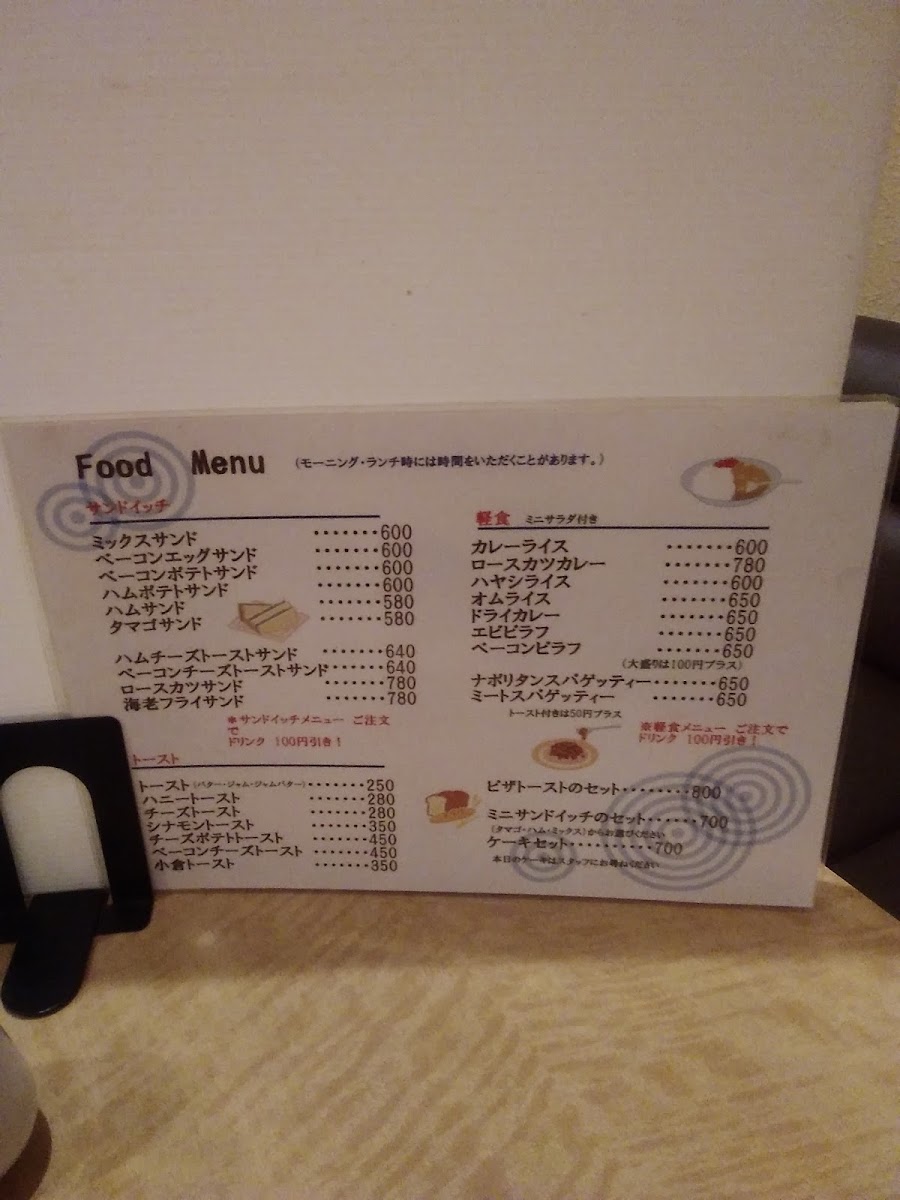 Food Menu (モーニング・ランチ時には時間をいただくことがあります。)
サンドイッチ
ミックスサンド ・・・・・・・600
ベーコンエッグサンド ・・・・・・・600
ベーコンポテトサンド ・・・・・・・600
ハムポテトサンド ・・・・・・・600
ハムサンド ・・・・・・・580
タマゴサンド ・・・・・・・580
ハムチーズトーストサンド ・・・・・・・640
ベーコンチーズトーストサンド・・・・・・・640
ロースカツサンド ・・・・・・・780
海老フライサンド ・・・・・・・780
※サンドイッチメニュー ご注文
で
ドリンク 100円引き!
トースト
トースト(バター・ジャム・ジャムバター)・・・・・・・250
ハニートースト ・・・・・・・280
チーズトースト ・・・・・・・280
シナモントースト ・・・・・・・350
チーズポテトトースト ・・・・・・・450
ベーコンチーズトースト ・・・・・・・450
小倉トースト ・・・・・・・350
軽食 ミニサラダ付き
カレーライス ・・・・・・・600
ロースカツカレー ・・・・・・・780
ハヤシライス ・・・・・・・600
オムライス ・・・・・・・650
ドライカレー ・・・・・・・650
エビピラフ ・・・・・・・650
ベーコンピラフ ・・・・・・・650
(大盛りは100円プラス)
ナポリタンスパゲッティー・・・・・・・650
ミートスパゲッティー ・・・・・・・650
トースト付きは50円プラス
※軽食メニュー ご注文で
ドリンク 100円引き!
ピザトーストのセット・・・・・・・・800
ミニサンドイッチのセット・・・・・・700
(タマゴ・ハム・ミックス)からお選びください
ケーキセット・・・・・・・・・・700
本日のケーキはスタッフにお尋ねください